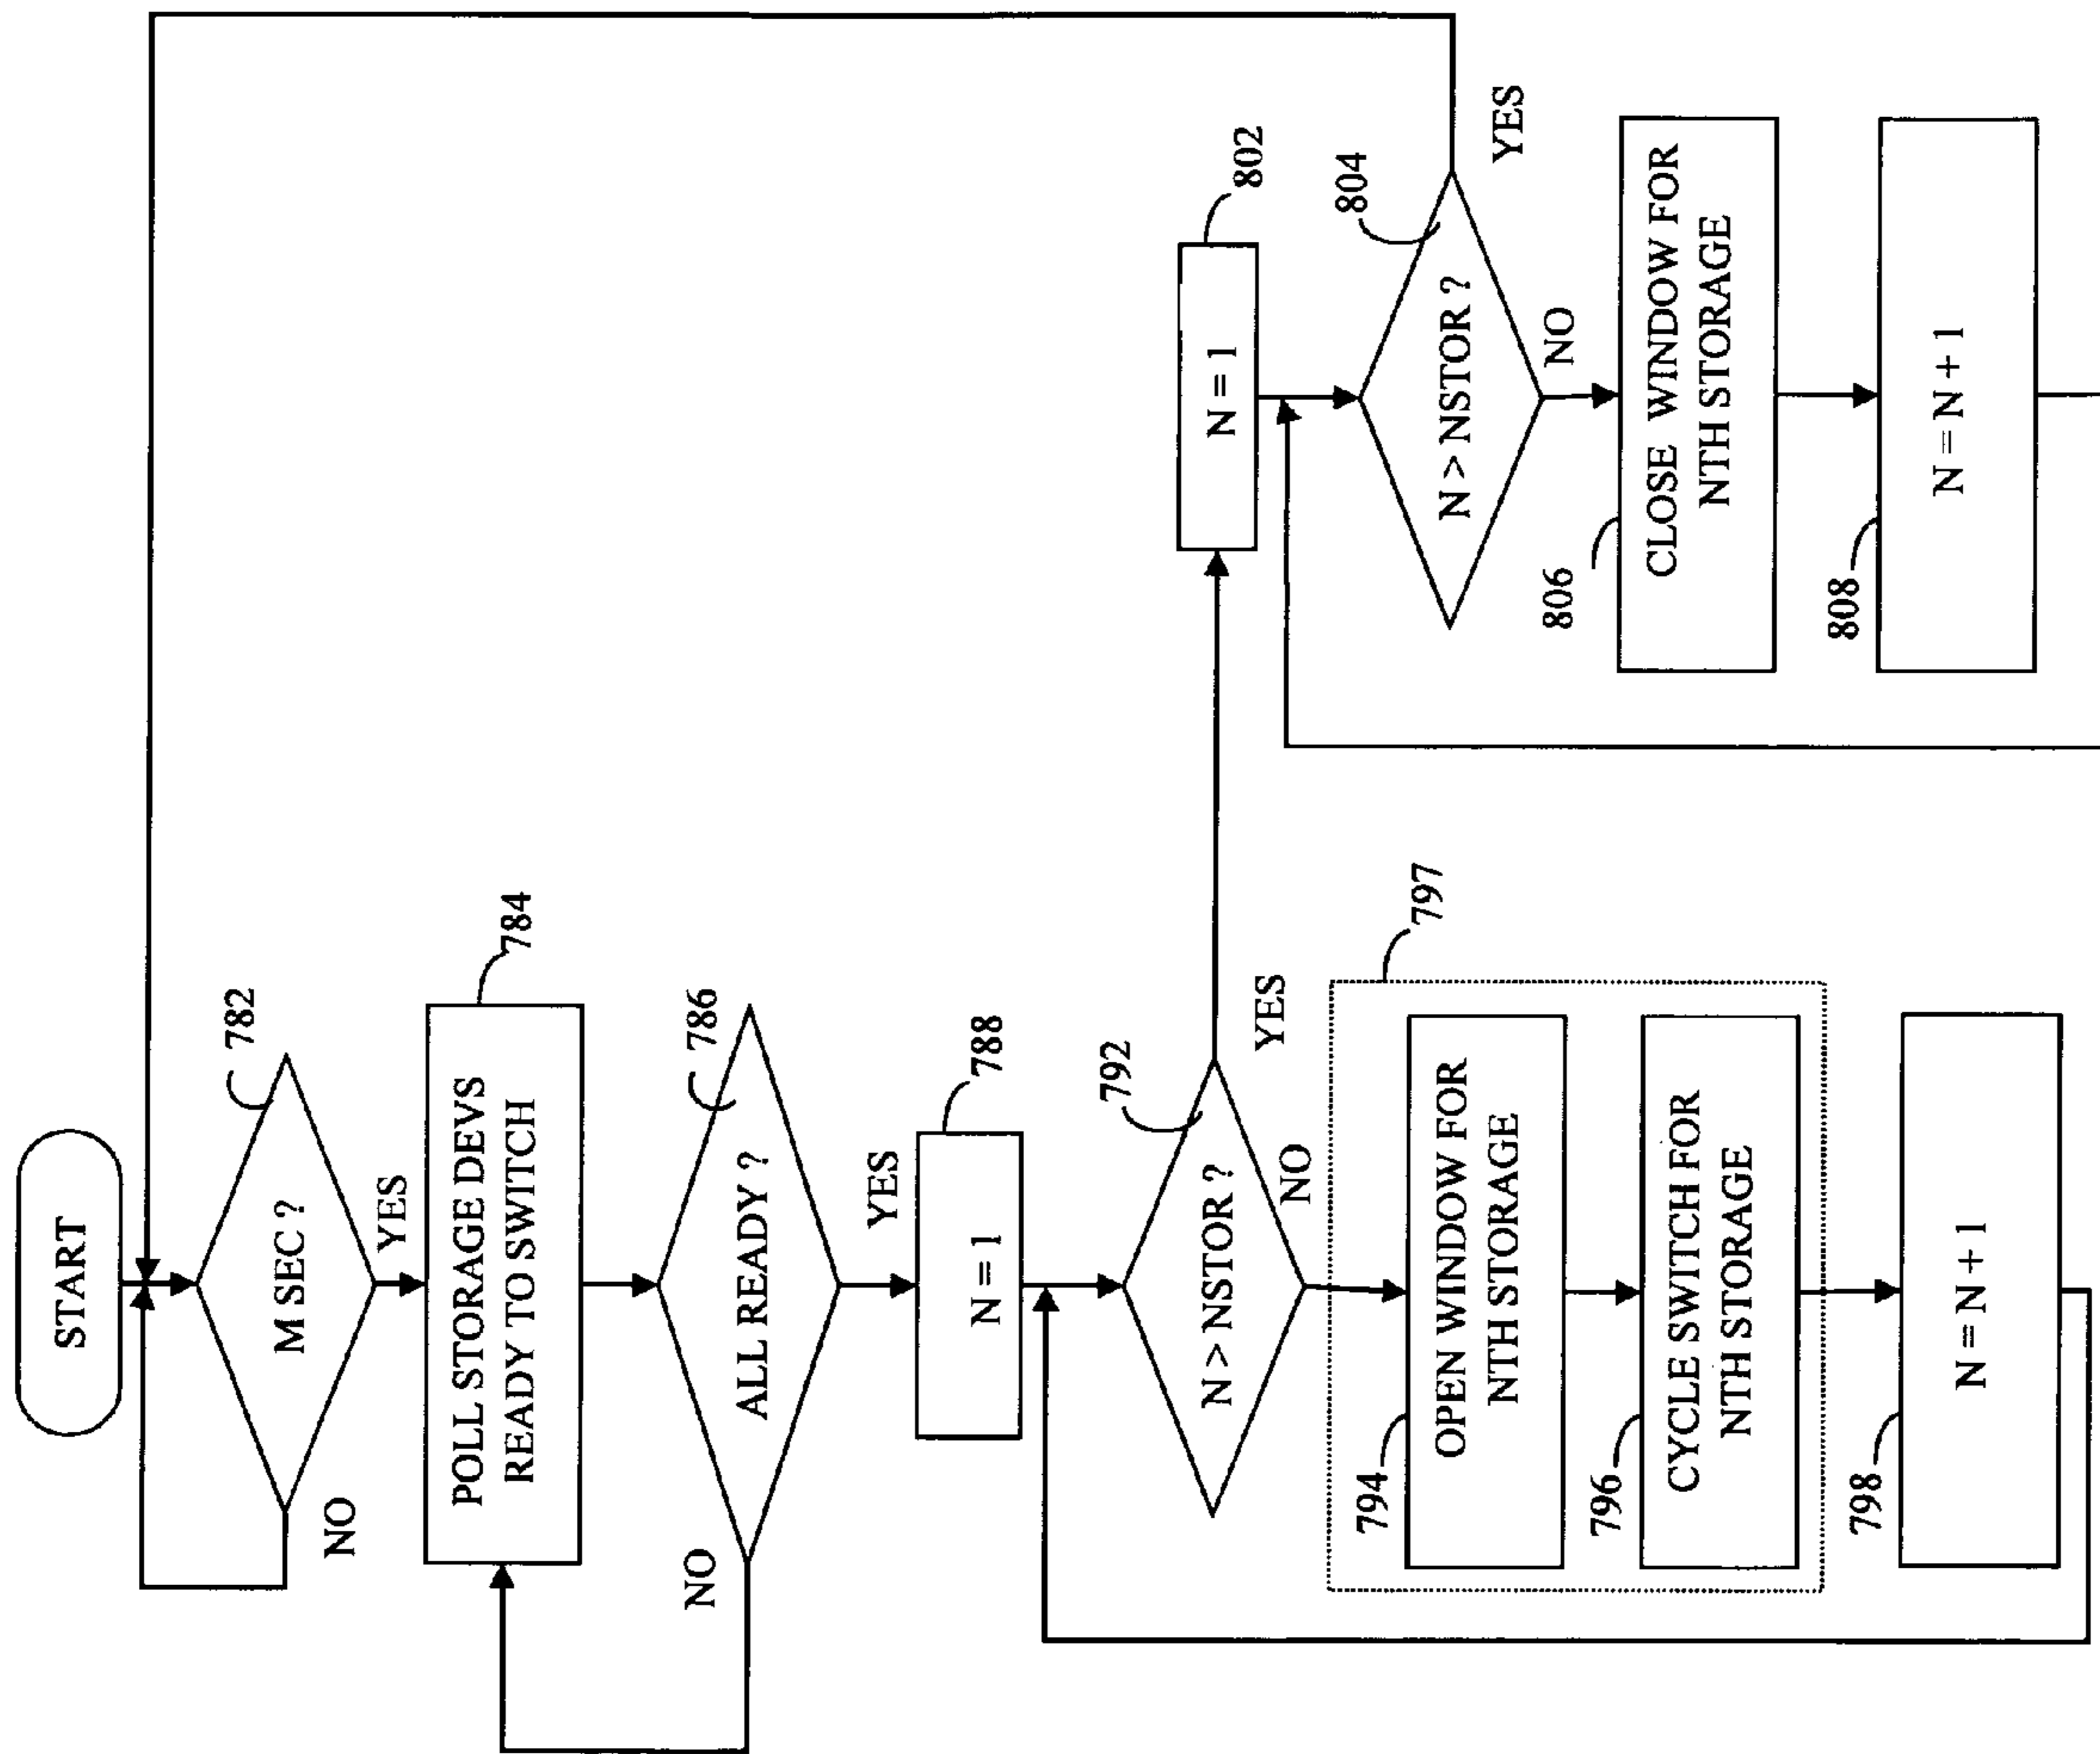 START
782
M SEC ?
NO
YES
784
POLL STORAGE DEVS
READY TO SWITCH
786
ALL READY ?
NO
YES
788
N = 1
792
N > NSTOR ?
YES
NO
797
794
OPEN WINDOW FOR
NTH STORAGE
796
CYCLE SWITCH FOR
NTH STORAGE
798
N = N + 1
802
N = 1
804
N > NSTOR ?
YES
NO
806
CLOSE WINDOW FOR
NTH STORAGE
808
N = N + 1